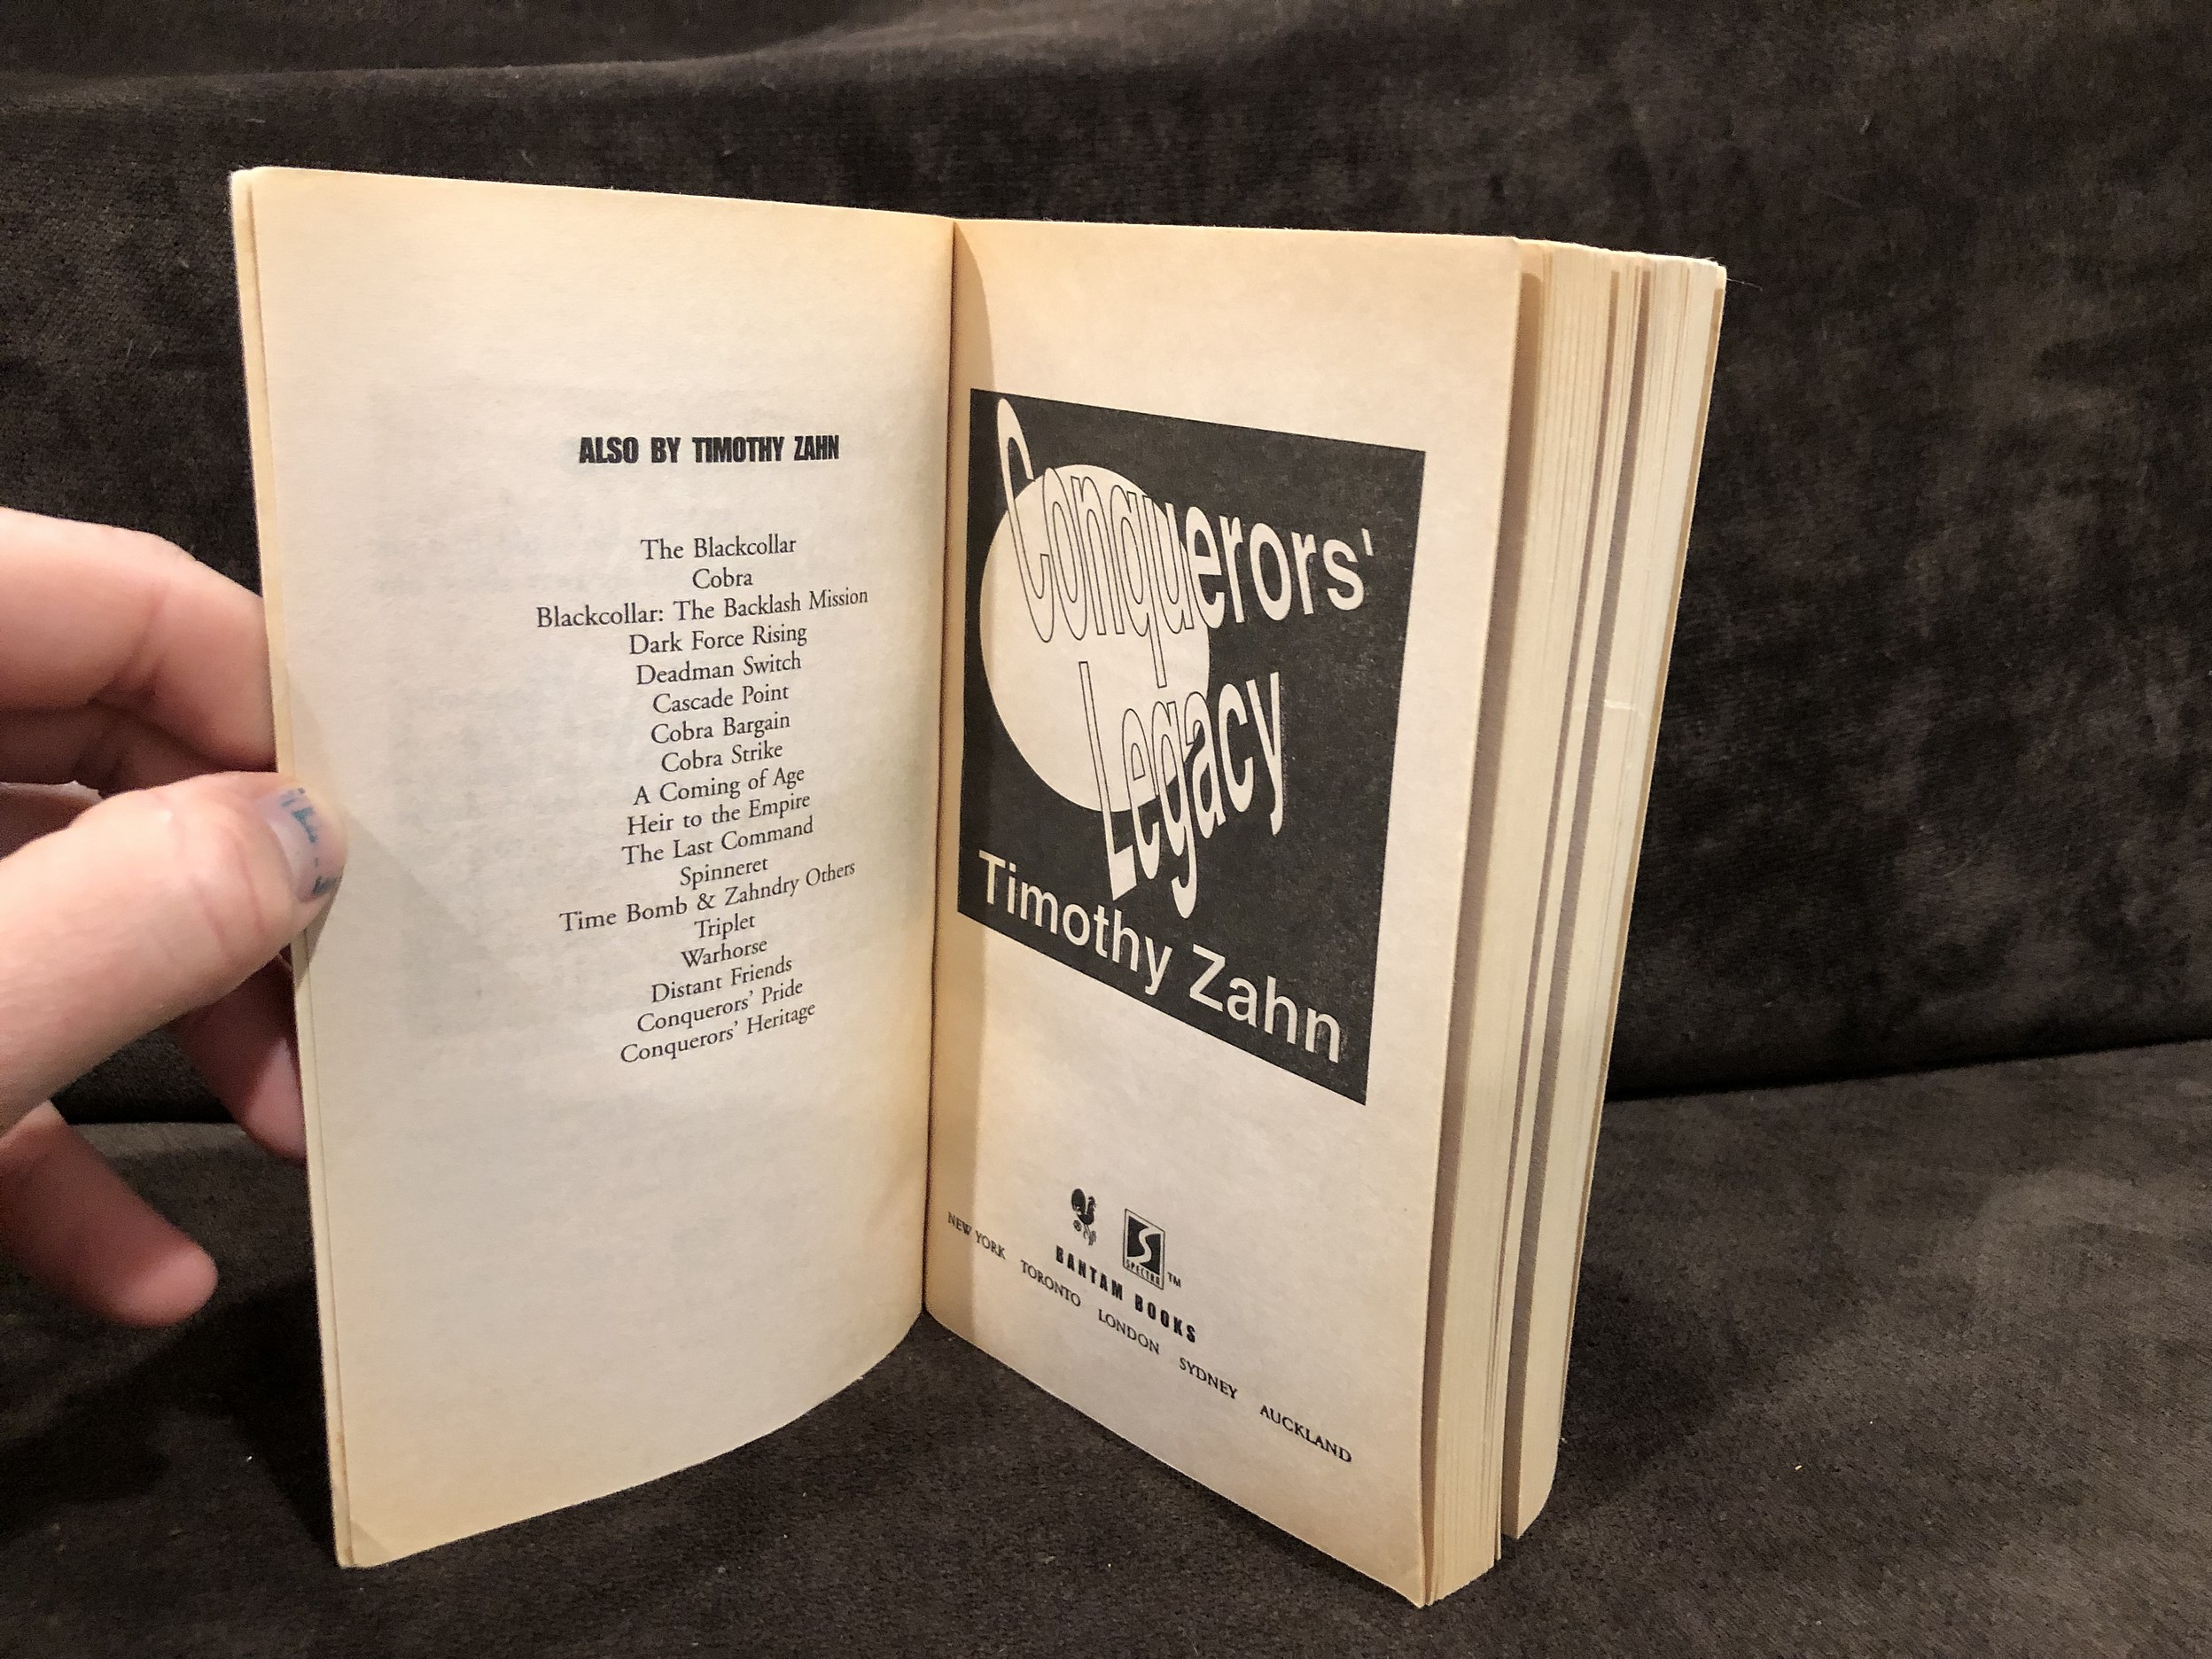 ALSO BY TIMOTHY ZAHN
The Blackcollar
Cobra
Blackcollar: The Backlash Mission
Dark Force Rising
Deadman Switch
Cascade Point
Cobra Bargain
Cobra Strike
A Coming of Age
Heir to the Empire
The Last Command
Spinneret
Time Bomb & Zahndry Others
Triplet
Warhorse
Distant Friends
Conquerors' Pride
Conquerors' Heritage
Conquerors'
Legacy
Timothy Zahn
SPECTRA TM
BANTAM BOOKS
NEW YORK TORONTO LONDON SYDNEY AUCKLAND